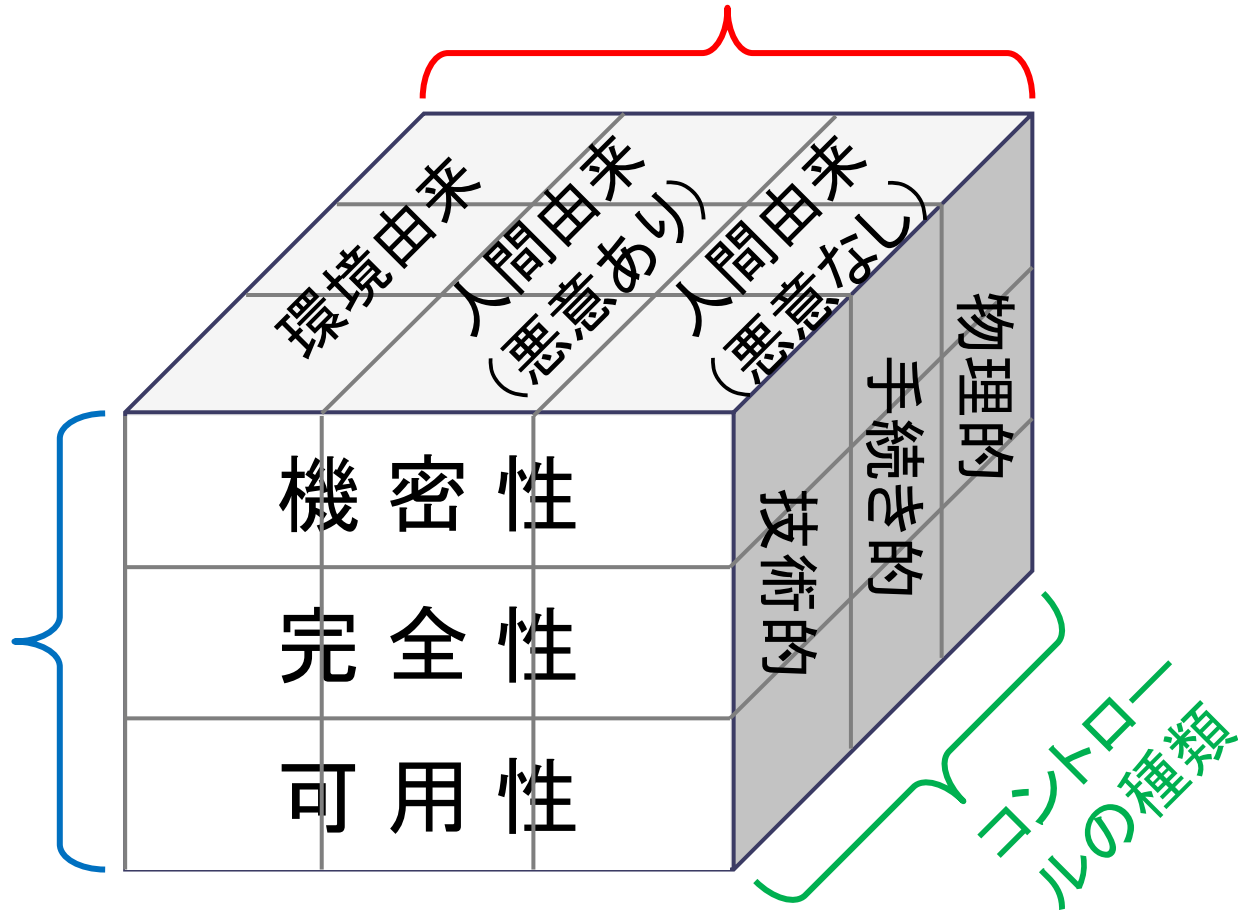 環境由来
人間由来
（悪意あり）
人間由来
（悪意なし）
機密性
完全性
可用性
技術的
手続き的
物理的
コントロー
ルの種類